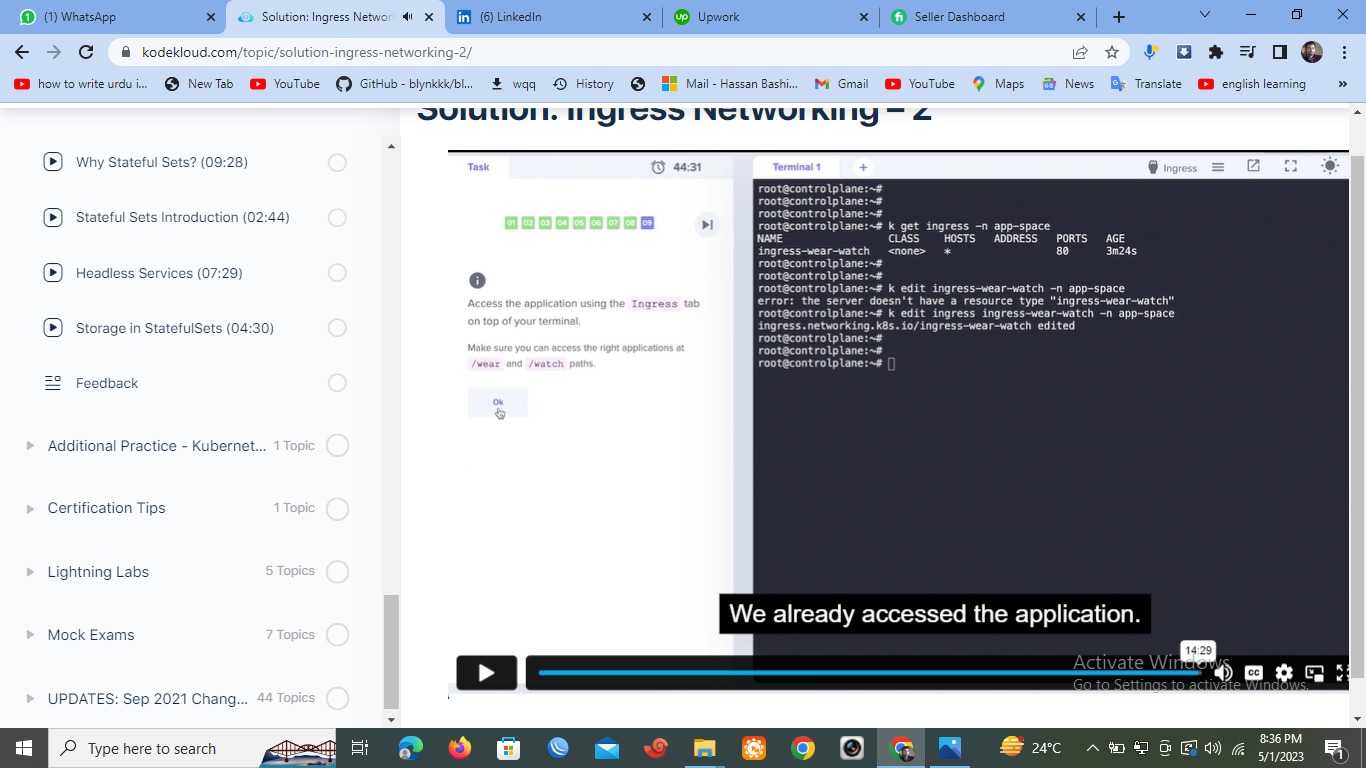 (1) WhatsApp
Solution: Ingress Networ
(6) LinkedIn
Upwork
Seller Dashboard
kodekloud.com/topic/solution-ingress-networking-2/
how to write urdu i...
New Tab
YouTube
GitHub - blynkk/bl...
wqq
History
Mail - Hassan Bashi...
Gmail
YouTube
Maps
News
Translate
english learning
»
Solution: Ingress Networking – 2
Why Stateful Sets? (09:28)
Stateful Sets Introduction (02:44)
Headless Services (07:29)
Storage in StatefulSets (04:30)
Feedback
Additional Practice - Kubernet... 1 Topic
Certification Tips 1 Topic
Lightning Labs 5 Topics
Mock Exams 7 Topics
UPDATES: Sep 2021 Chang... 44 Topics
Task
44:31
01 02 03 04 05 06 07 08 09
Access the application using the Ingress tab
on top of your terminal.
Make sure you can access the right applications at
/wear and /watch paths.
Ok
Terminal 1 +
Ingress
root@controlplane:~#
root@controlplane:~#
root@controlplane:~#
root@controlplane:~# k get ingress -n app-space
NAME CLASS HOSTS ADDRESS PORTS AGE
ingress-wear-watch <none> * 80 3m24s
root@controlplane:~#
root@controlplane:~#
root@controlplane:~# k edit ingress-wear-watch -n app-space
error: the server doesn't have a resource type "ingress-wear-watch"
root@controlplane:~# k edit ingress ingress-wear-watch -n app-space
ingress.networking.k8s.io/ingress-wear-watch edited
root@controlplane:~#
root@controlplane:~#
root@controlplane:~#
We already accessed the application.
14:29
CC
Activate Windows
Go to Settings to activate Windows.
Type here to search
24°C
8:36 PM
5/1/2023
1